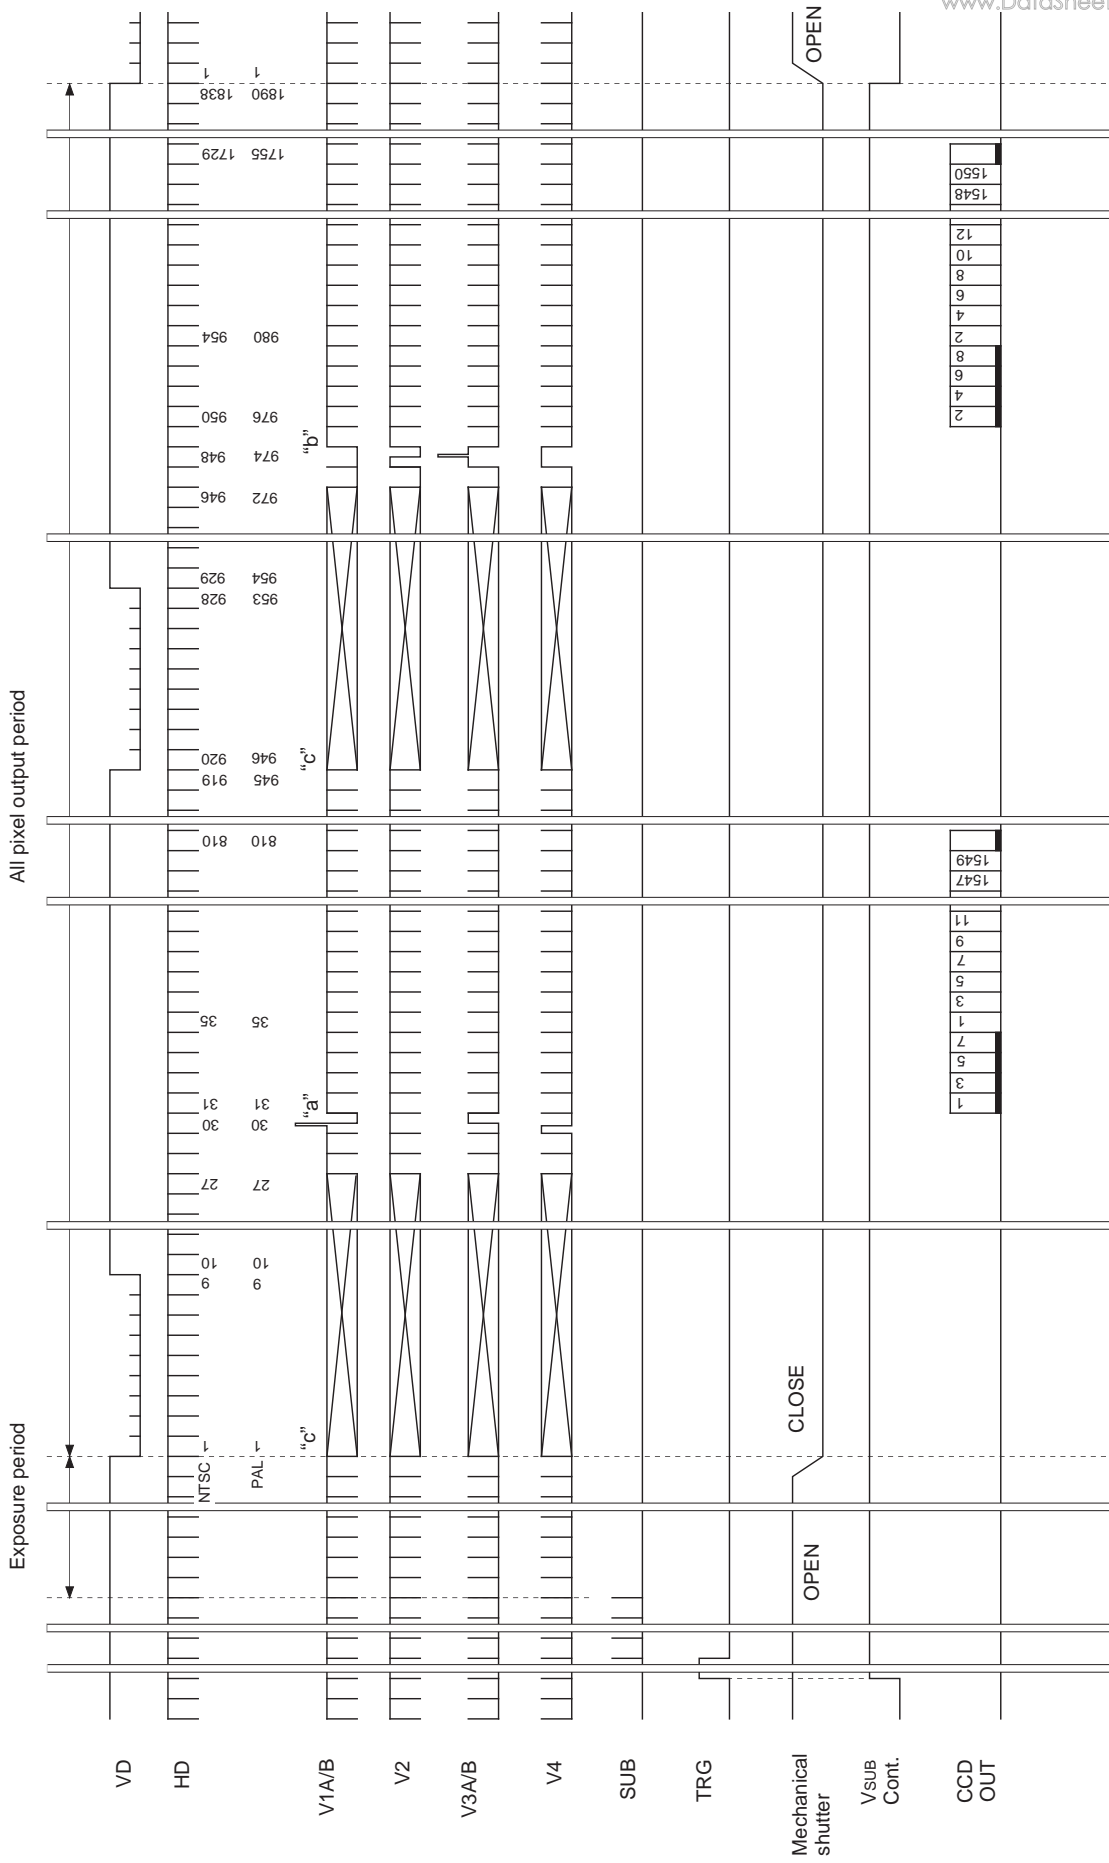 www.DataSheet
Exposure period
All pixel output period
VD
HD
NTSC 1 9 10 27 30 31 35 810 919 920 928 929 946 948 950 954 1729 1838 1
PAL 1 9 10 27 30 31 35 810 945 946 953 954 972 974 976 980 1755 1890 1
"c" "a" "c" "b"
V1A/B
V2
V3A/B
V4
SUB
TRG
Mechanical
shutter
OPEN CLOSE OPEN
VSUB
Cont.
CCD
OUT
1 3 5 7 1 3 5 7 9 11 1547 1549 2 4 6 8 2 4 6 8 10 12 1548 1550